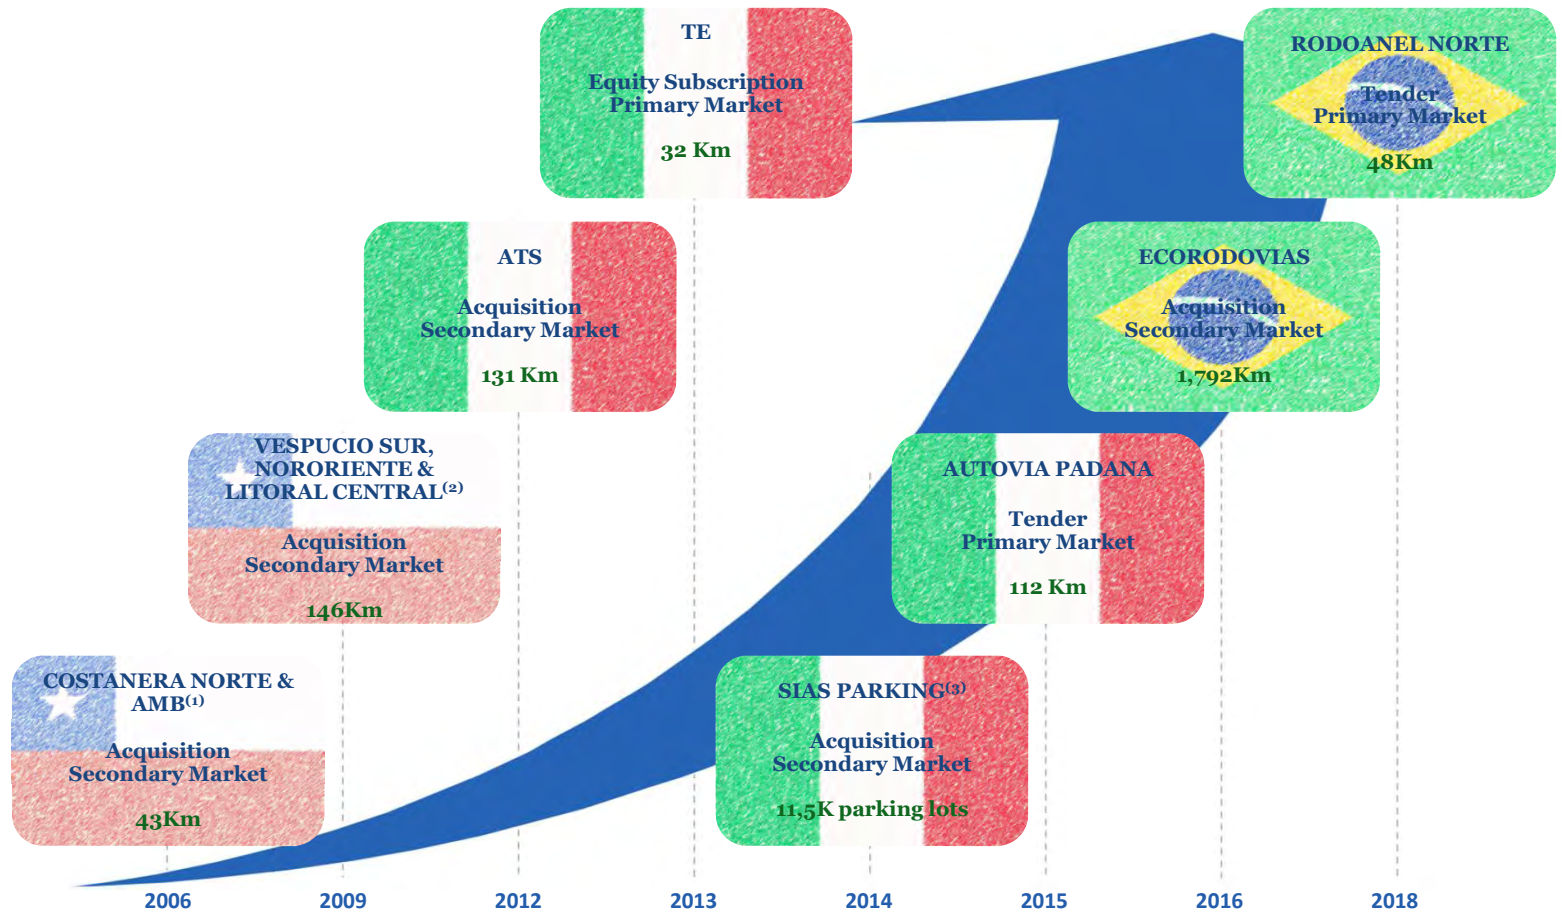 TE
Equity Subscription
Primary Market
32 Km
RODOANEL NORTE
Tender
Primary Market
48Km
ATS
Acquisition
Secondary Market
131 Km
ECORODOVIAS
Acquisition
Secondary Market
1,792Km
VESPUCIO SUR,
NORORIENTE &
LITORAL CENTRAL(2)
Acquisition
Secondary Market
146Km
AUTOVIA PADANA
Tender
Primary Market
112 Km
COSTANERA NORTE &
AMB(1)
Acquisition
Secondary Market
43Km
SIAS PARKING(3)
Acquisition
Secondary Market
11,5K parking lots
2006 2009 2012 2013 2014 2015 2016 2018